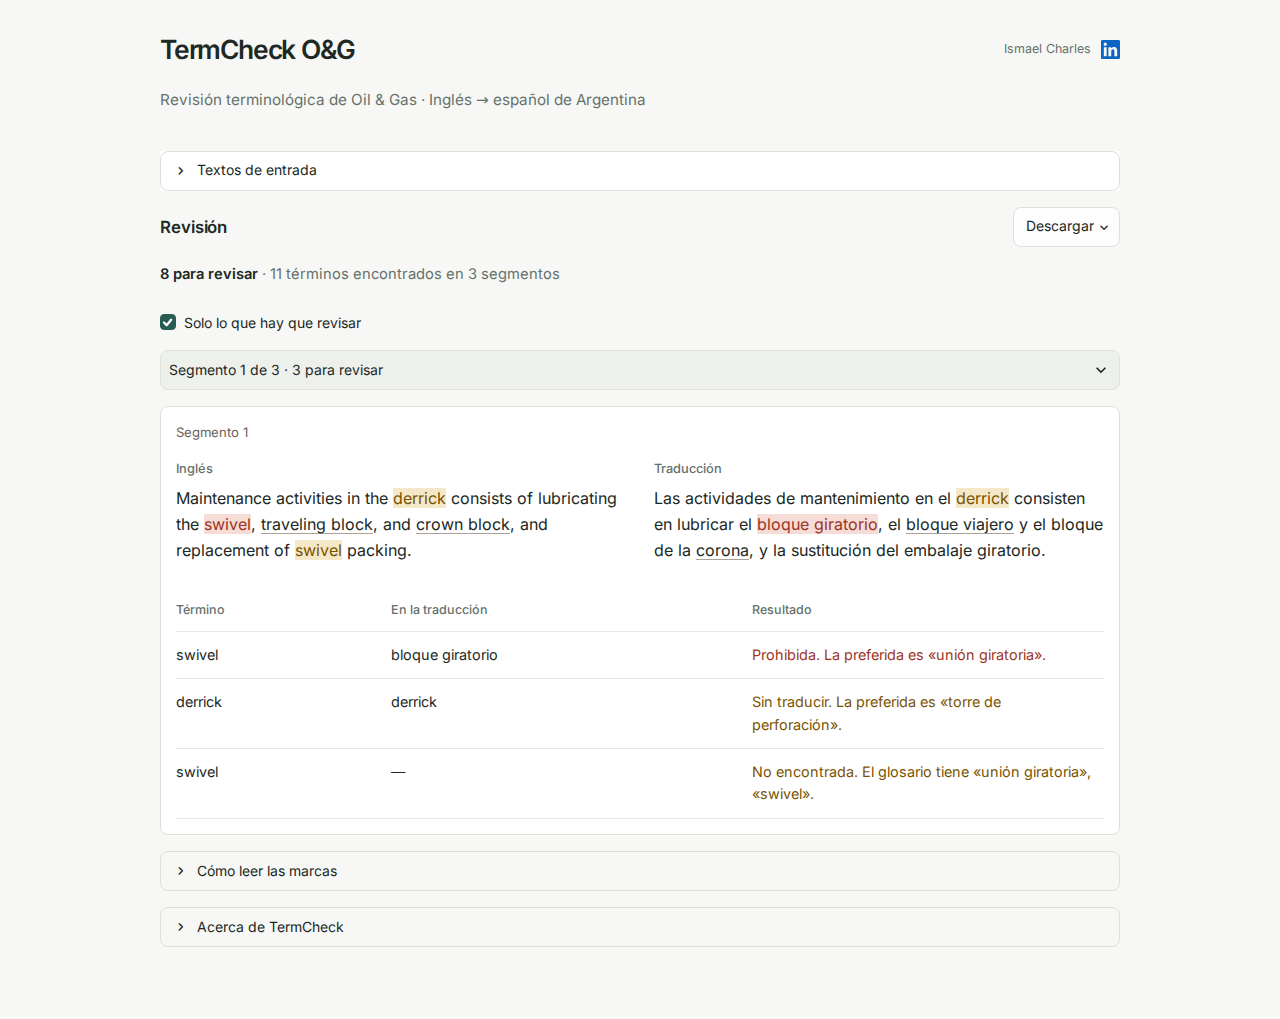 TermCheck O&G
Ismael Charles
in
Revisión terminológica de Oil & Gas · Inglés → español de Argentina
Textos de entrada
Revisión
Descargar
8 para revisar · 11 términos encontrados en 3 segmentos
Solo lo que hay que revisar
Segmento 1 de 3 · 3 para revisar
Segmento 1
Inglés
Maintenance activities in the derrick consists of lubricating
the swivel, traveling block, and crown block, and
replacement of swivel packing.
Traducción
Las actividades de mantenimiento en el derrick consisten
en lubricar el bloque giratorio, el bloque viajero y el bloque
de la corona, y la sustitución del embalaje giratorio.
Término En la traducción Resultado
swivel bloque giratorio Prohibida. La preferida es «unión giratoria».
derrick derrick Sin traducir. La preferida es «torre de
perforación».
swivel — No encontrada. El glosario tiene «unión giratoria»,
«swivel».
Cómo leer las marcas
Acerca de TermCheck